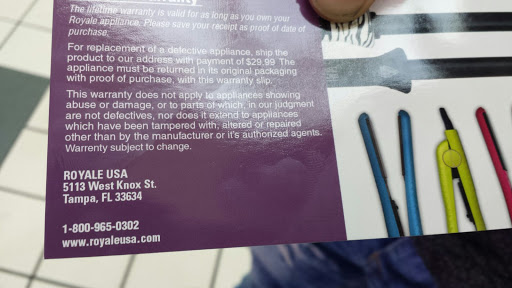 The lifetime warranty is valid for as long as you own your
Royale appliance. Please save your receipt as proof of date of
purchase.
For replacement of a defective appliance, ship the
product to our address with payment of $29.99 The
appliance must be returned in its original packaging
with proof of purchase, with this warranty slip.
This warranty does not apply to appliances showing
abuse or damage, or to parts of which, in our judgment
are not defectives, nor does it extend to appliances
which have been tampered with, altered or repaired
other than by the manufacturer or it's authorized agents.
Warrenty subject to change.
ROYALE USA
5113 West Knox St.
Tampa, FL 33634
1-800-965-0302
www.royaleusa.com